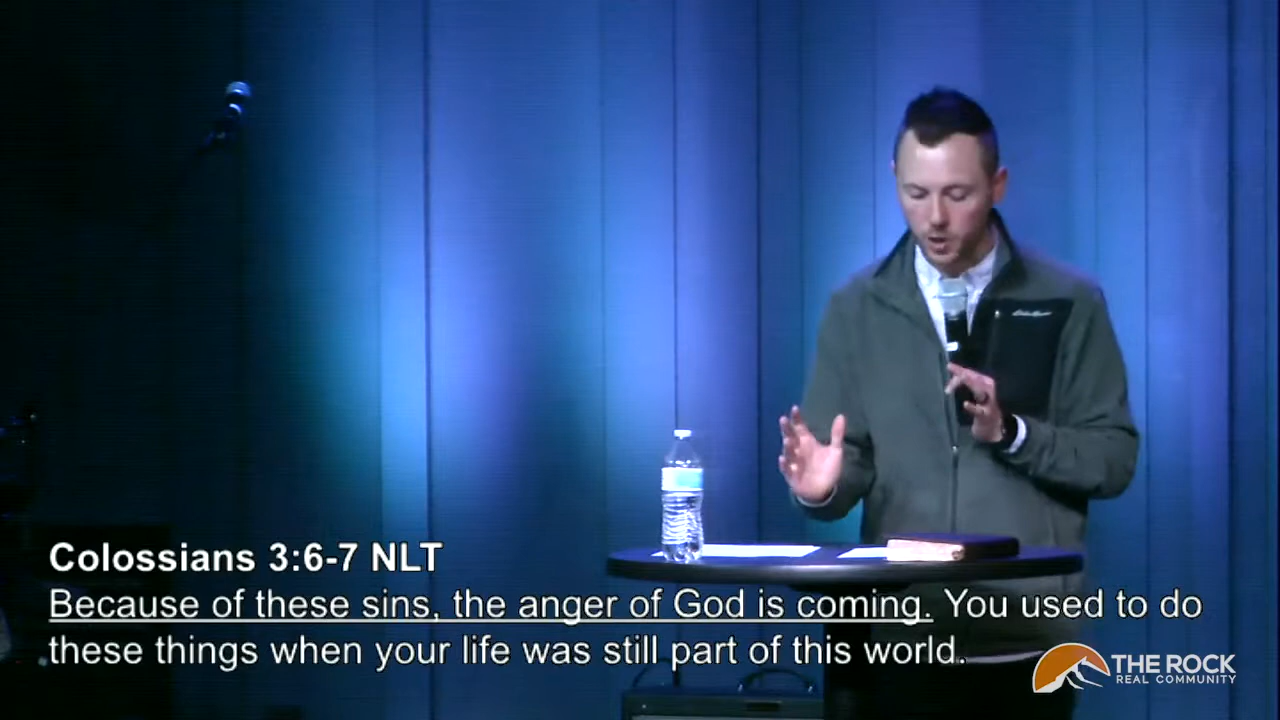 Colossians 3:6-7 NLT
Because of these sins, the anger of God is coming. You used to do
these things when your life was still part of this world.
THE ROCK
REAL COMMUNITY